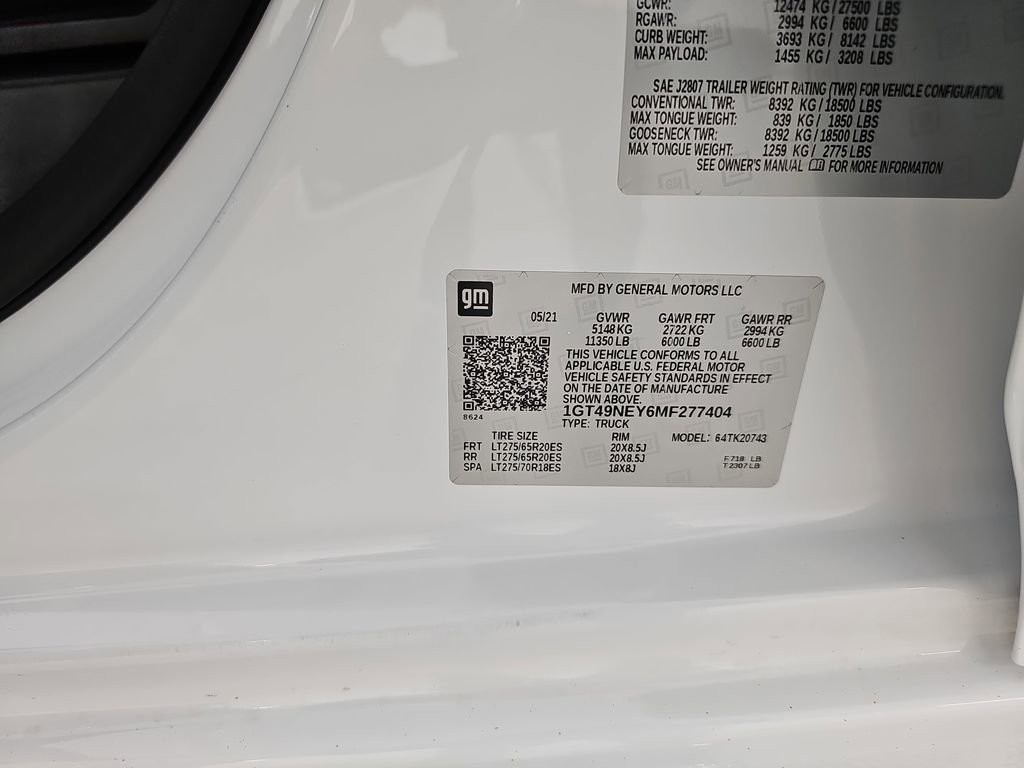 GCWR: 12474 KG/27500 LBS
RGAWR: 2994 KG/ 6600 LBS
CURB WEIGHT: 3693 KG/ 8142 LBS
MAX PAYLOAD: 1455 KG/ 3208 LBS
SAE J2807 TRAILER WEIGHT RATING (TWR) FOR VEHICLE CONFIGURATION.
CONVENTIONAL TWR: 8392 KG/18500 LBS
MAX TONGUE WEIGHT: 839 KG/ 1850 LBS
GOOSENECK TWR: 8392 KG/18500 LBS
MAX TONGUE WEIGHT: 1259 KG/ 2775 LBS
SEE OWNER'S MANUAL FOR MORE INFORMATION
gm
MFD BY GENERAL MOTORS LLC
05/21 GVWR GAWR FRT GAWR RR
5148 KG 2722 KG 2994 KG
11350 LB 6000 LB 6600 LB
THIS VEHICLE CONFORMS TO ALL
APPLICABLE U.S. FEDERAL MOTOR
VEHICLE SAFETY STANDARDS IN EFFECT
ON THE DATE OF MANUFACTURE
SHOWN ABOVE.
8624
1GT49NEY6MF277404
TYPE: TRUCK
TIRE SIZE RIM MODEL: 64TK20743
FRT LT275/65R20ES 20X8.5J
RR LT275/65R20ES 20X8.5J
SPA LT275/70R18ES 18X8J
F 718 LB
T 2307 LB